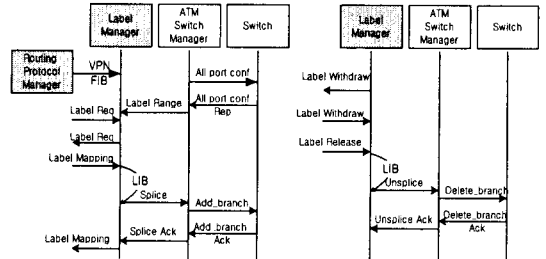 Label
Manager
ATM
Switch
Manager
Switch
Routing
Protocol
Manager
VPN
FIB
All port conf
Label Range
All port conf
Rep
Label Req
Label Req
Label Mapping
LIB
Splice
Add_branch
Splice Ack
Add_branch
Ack
Label Mapping
Label
Manager
ATM
Switch
Manager
Switch
Label Withdraw
Label Withdraw
Label Release
LIB
Unsplice
Delete_branch
Unsplice Ack
Delete_branch
Ack